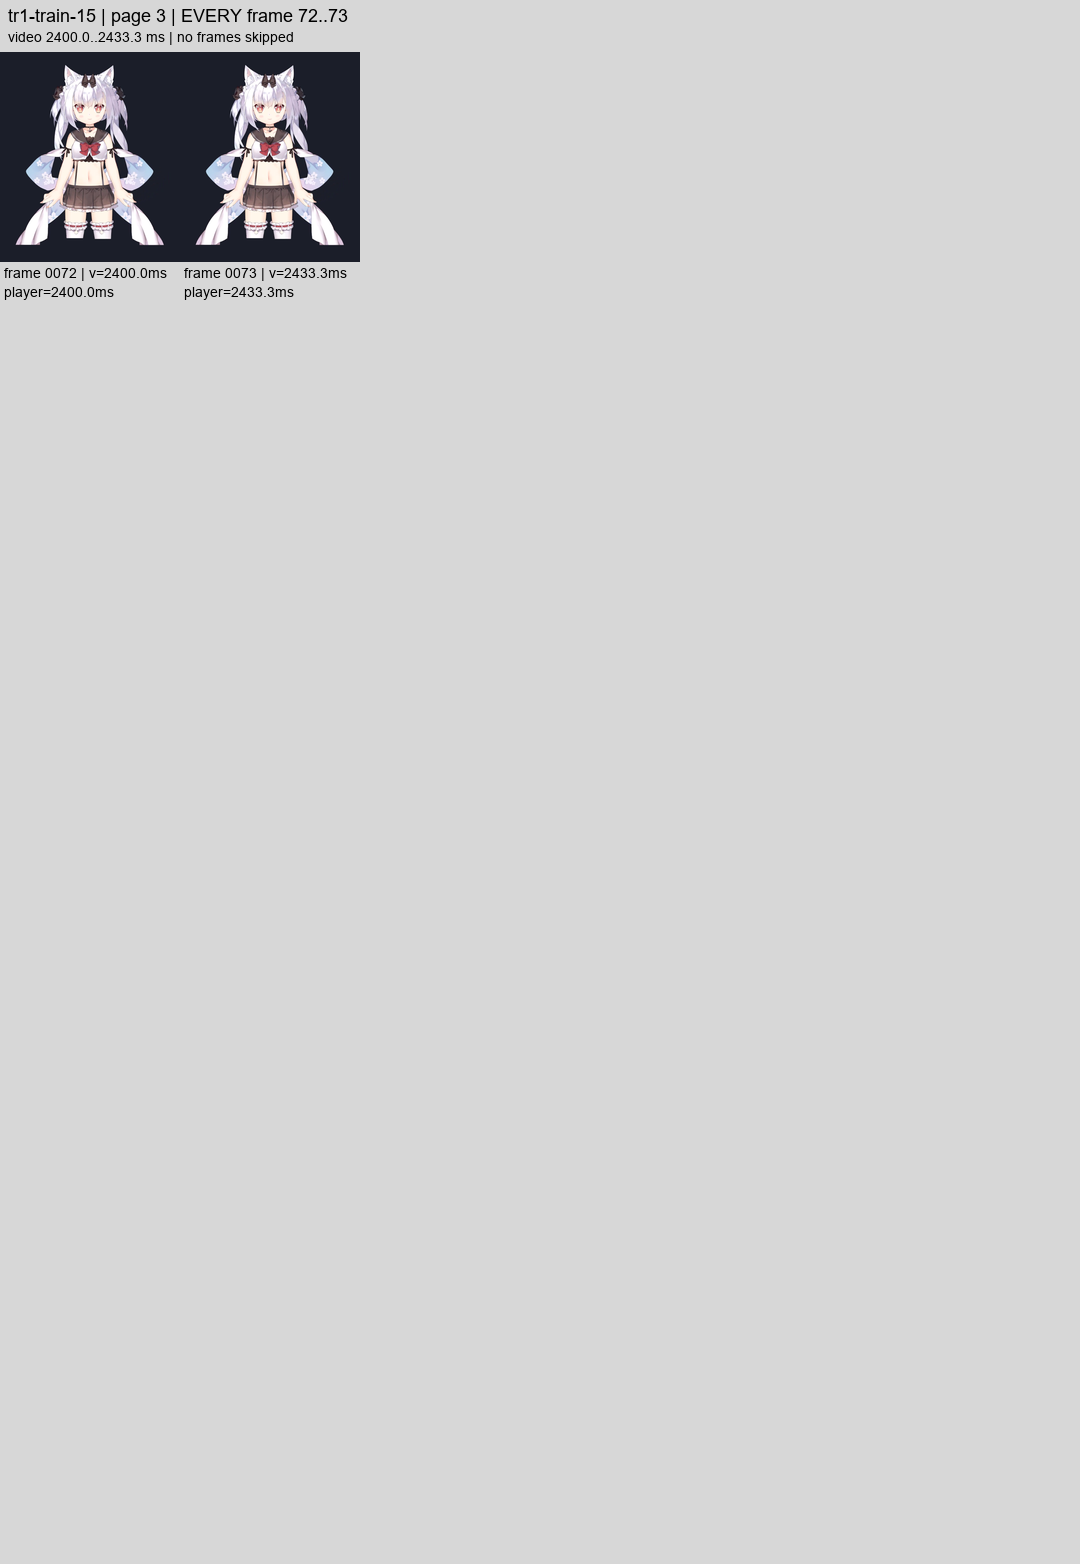 tr1-train-15 | page 3 | EVERY frame 72..73
video 2400.0..2433.3 ms | no frames skipped
frame 0072 | v=2400.0ms
player=2400.0ms
frame 0073 | v=2433.3ms
player=2433.3ms